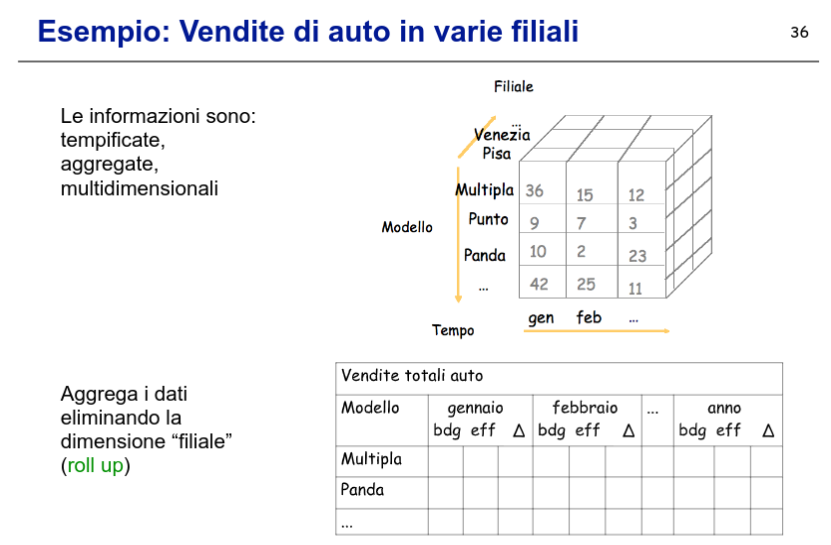 Esempio: Vendite di auto in varie filiali
36
Le informazioni sono:
tempificate,
aggregate,
multidimensionali
Filiale
...
Venezia
Pisa
Modello
Multipla 36 15 12
Punto 9 7 3
Panda 10 2 23
... 42 25 11
gen feb ...
Tempo
Aggrega i dati
eliminando la
dimensione “filiale”
(roll up)
Vendite totali auto
Modello gennaio febbraio ... anno
bdg eff Δ bdg eff Δ bdg eff Δ
Multipla
Panda
...